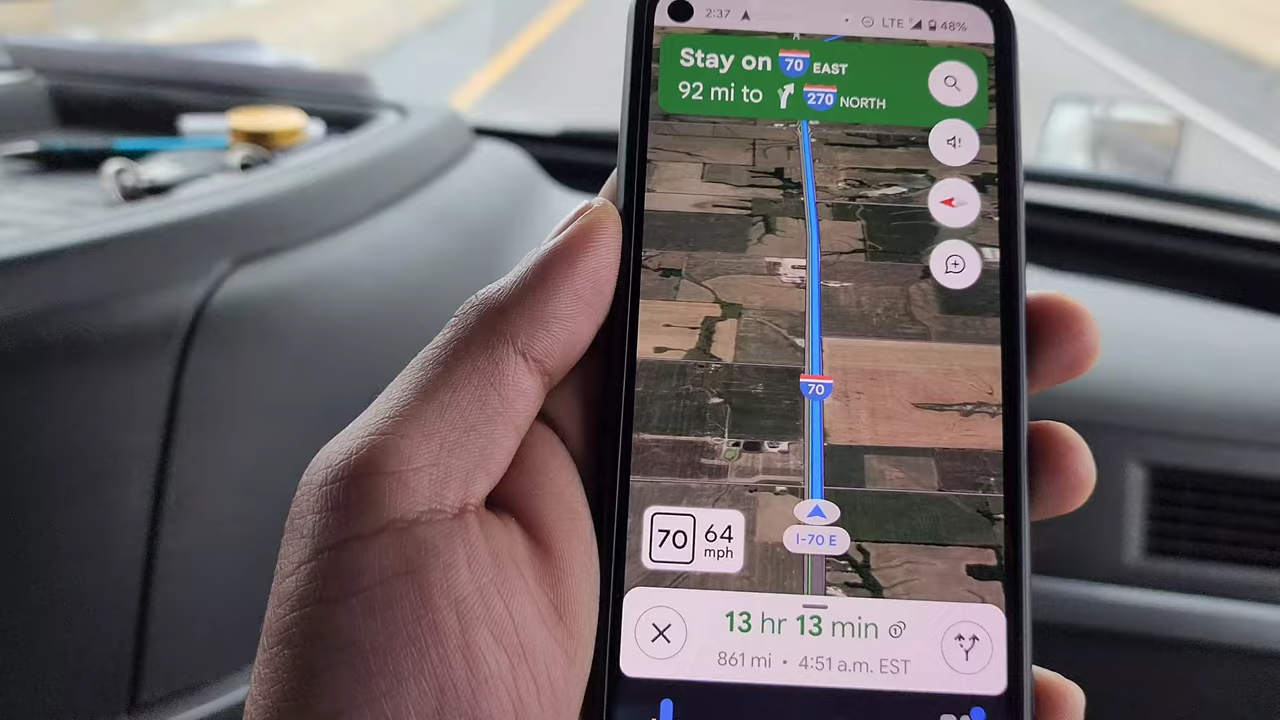 2:37 LTE 48%
Stay on 70 EAST
92 mi to 270 NORTH
70
70 64 mph
I-70 E
13 hr 13 min
861 mi • 4:51 a.m. EST